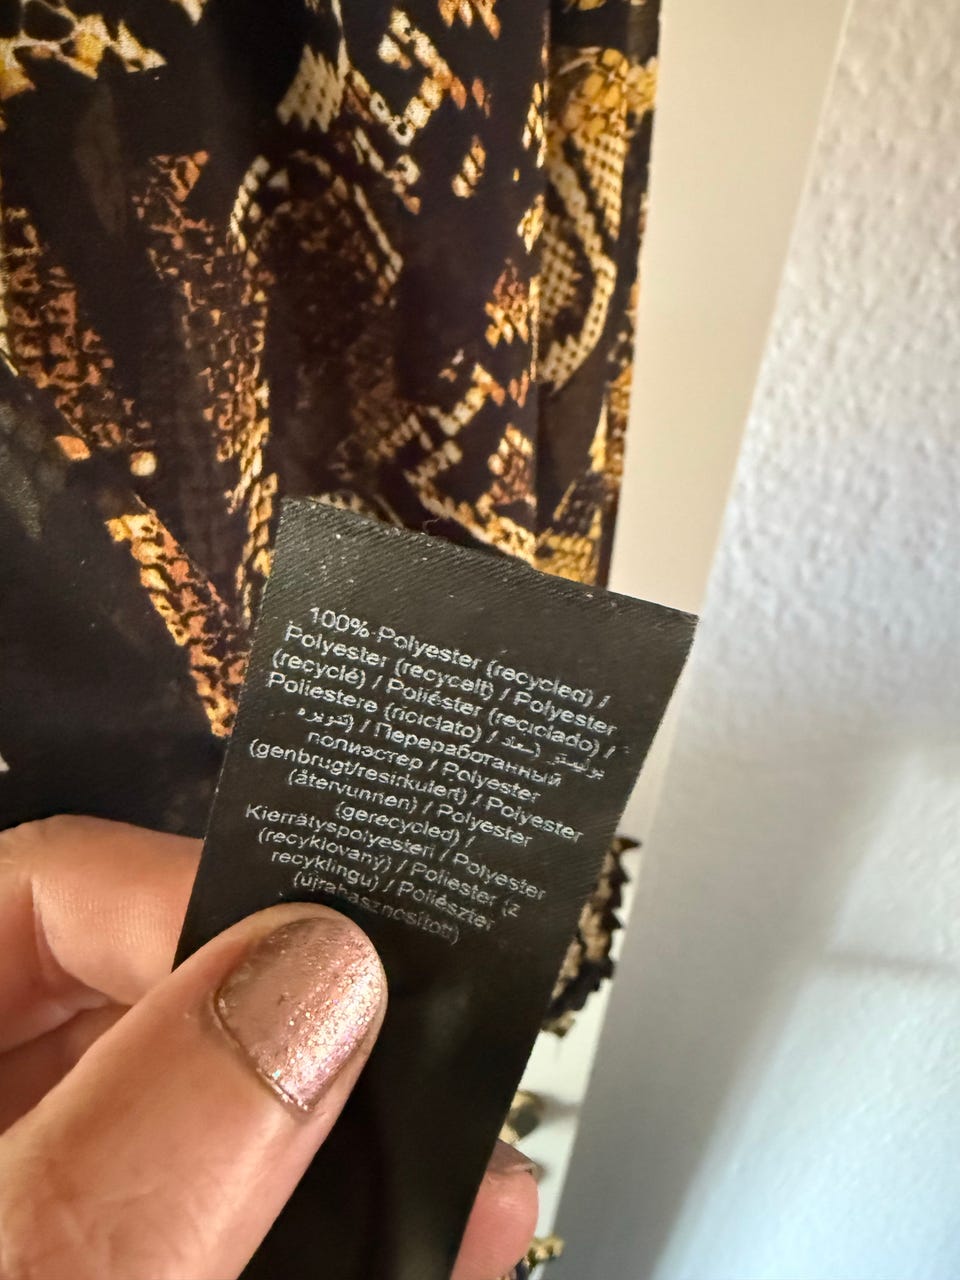 100% Polyester (recycled) /
Polyester (recycelt) / Polyester
(recyclé) / Poliéster (reciclado) /
Poliestere (riciclato) / بوليستر (معاد
تدويره) / Переработанный
полиэстер / Polyester
(genbrugt/resirkulert) / Polyester
(återvunnen) / Polyester
(gerecycled) /
Kierrätyspolyesteri / Polyester
(recyklovaný) / Poliester (z
recyklingu) / Poliészter
(újrahasznosított)